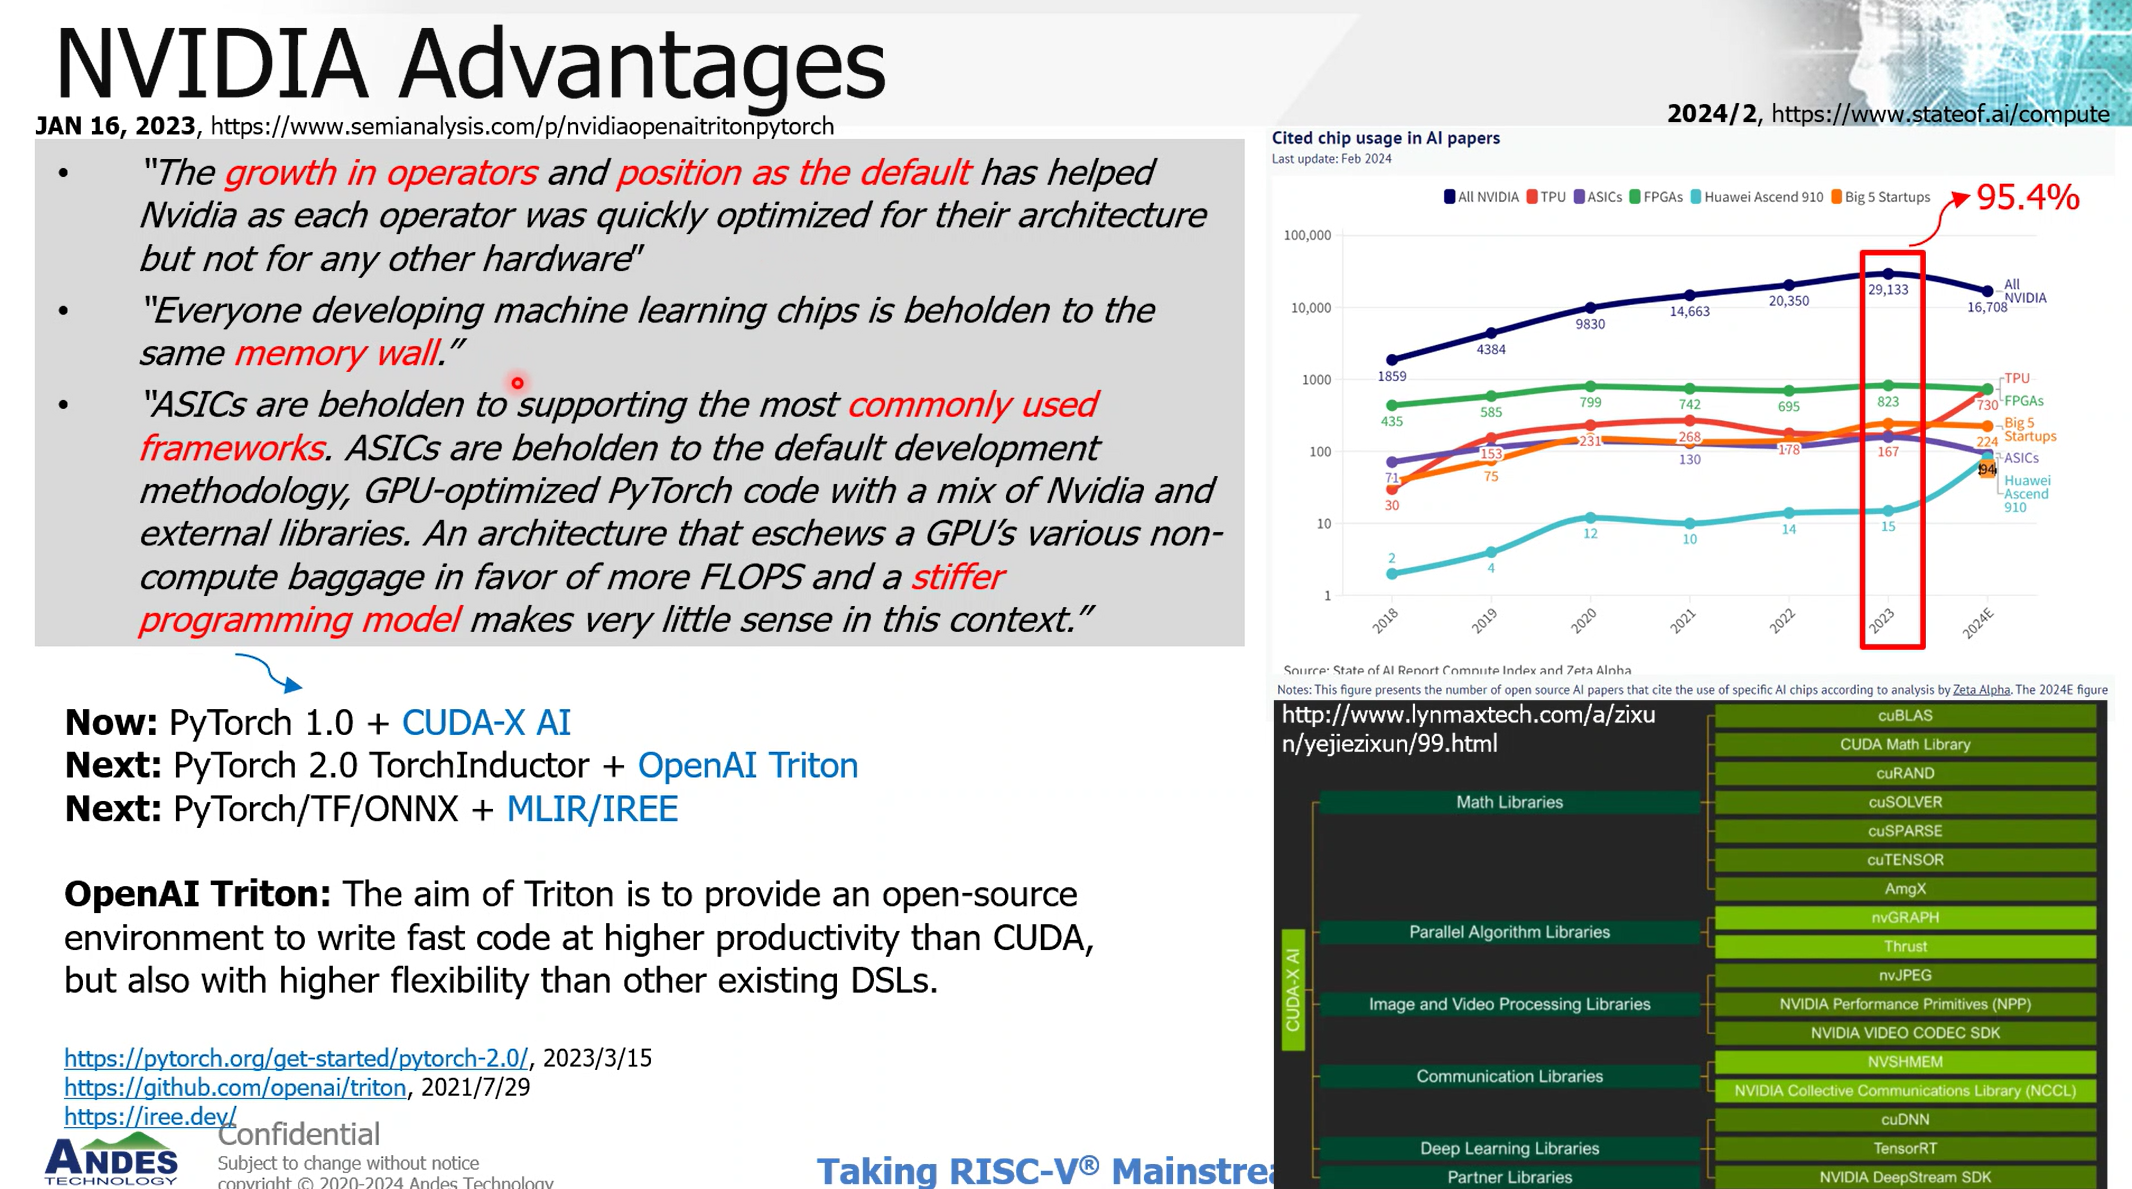 NVIDIA Advantages
JAN 16, 2023, https://www.semianalysis.com/p/nvidiaopenaitritonpytorch
• "The growth in operators and position as the default has helped
Nvidia as each operator was quickly optimized for their architecture
but not for any other hardware"
• "Everyone developing machine learning chips is beholden to the
same memory wall."
• "ASICs are beholden to supporting the most commonly used
frameworks. ASICs are beholden to the default development
methodology, GPU-optimized PyTorch code with a mix of Nvidia and
external libraries. An architecture that eschews a GPU's various non-
compute baggage in favor of more FLOPS and a stiffer
programming model makes very little sense in this context."
Now: PyTorch 1.0 + CUDA-X AI
Next: PyTorch 2.0 TorchInductor + OpenAI Triton
Next: PyTorch/TF/ONNX + MLIR/IREE
OpenAI Triton: The aim of Triton is to provide an open-source
environment to write fast code at higher productivity than CUDA,
but also with higher flexibility than other existing DSLs.
https://pytorch.org/get-started/pytorch-2.0/, 2023/3/15
https://github.com/openai/triton, 2021/7/29
https://iree.dev/
ANDES
TECHNOLOGY
Confidential
Subject to change without notice
copyright © 2020-2024 Andes Technology
Taking RISC-V® Mainstrea
2024/2, https://www.stateof.ai/compute
Cited chip usage in AI papers
Last update: Feb 2024
All NVIDIA TPU ASICs FPGAs Huawei Ascend 910 Big 5 Startups
95.4%
100,000
10,000
1000
100
10
1
1859 4384 9830 14,663 20,350 29,133 16,708
435 585 799 742 695 823
730
71 153 231 268 178 167 224
30 75 130
94
2 4 12 10 14 15
All
NVIDIA
TPU
FPGAs
Big 5
Startups
ASICs
Huawei
Ascend
910
2018 2019 2020 2021 2022 2023 2024E
Source: State of AI Report Compute Index and Zeta Alpha
Notes: This figure presents the number of open source AI papers that cite the use of specific AI chips according to analysis by Zeta Alpha. The 2024E figure
http://www.lynmaxtech.com/a/zixu
n/yejiezixun/99.html
CUDA-X AI
Math Libraries
cuBLAS
CUDA Math Library
cuRAND
cuSOLVER
cuSPARSE
cuTENSOR
AmgX
Parallel Algorithm Libraries
nvGRAPH
Thrust
Image and Video Processing Libraries
nvJPEG
NVIDIA Performance Primitives (NPP)
NVIDIA VIDEO CODEC SDK
Communication Libraries
NVSHMEM
NVIDIA Collective Communications Library (NCCL)
Deep Learning Libraries
cuDNN
TensorRT
Partner Libraries
NVIDIA DeepStream SDK